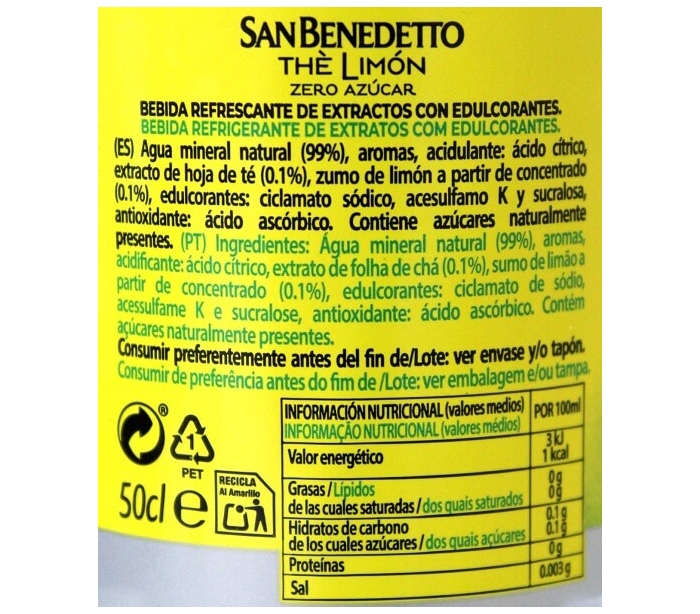 SAN BENEDETTO
THÈ LIMÓN
ZERO AZÚCAR
BEBIDA REFRESCANTE DE EXTRACTOS CON EDULCORANTES.
BEBIDA REFRIGERANTE DE EXTRATOS COM EDULCORANTES.
(ES) Agua mineral natural (99%), aromas, acidulante: ácido cítrico,
extracto de hoja de té (0.1%), zumo de limón a partir de concentrado
(0.1%), edulcorantes: ciclamato sódico, acesulfamo K y sucralosa,
antioxidante: ácido ascórbico. Contiene azúcares naturalmente
presentes. (PT) Ingredientes: Água mineral natural (99%), aromas,
acidificante: ácido cítrico, extrato de folha de chá (0.1%), sumo de limão a
partir de concentrado (0.1%), edulcorantes: ciclamato de sódio,
acessulfame K e sucralose, antioxidante: ácido ascórbico. Contém
açúcares naturalmente presentes.
Consumir preferentemente antes del fin de/Lote: ver envase y/o tapón.
Consumir de preferência antes do fim de /Lote: ver embalagem e/ou tampa.
®
1
PET
50cl e
RECICLA
Al Amarillo
INFORMACIÓN NUTRICIONAL (valores medios) POR 100ml
INFORMAÇÃO NUTRICIONAL (valores médios)
Valor energético 3 kJ
1 kcal
Grasas / Lípidos 0g
de las cuales saturadas / dos quais saturados 0g
Hidratos de carbono 0.1g
de los cuales azúcares / dos quais açúcares 0.1g
Proteínas 0g
Sal 0.003g